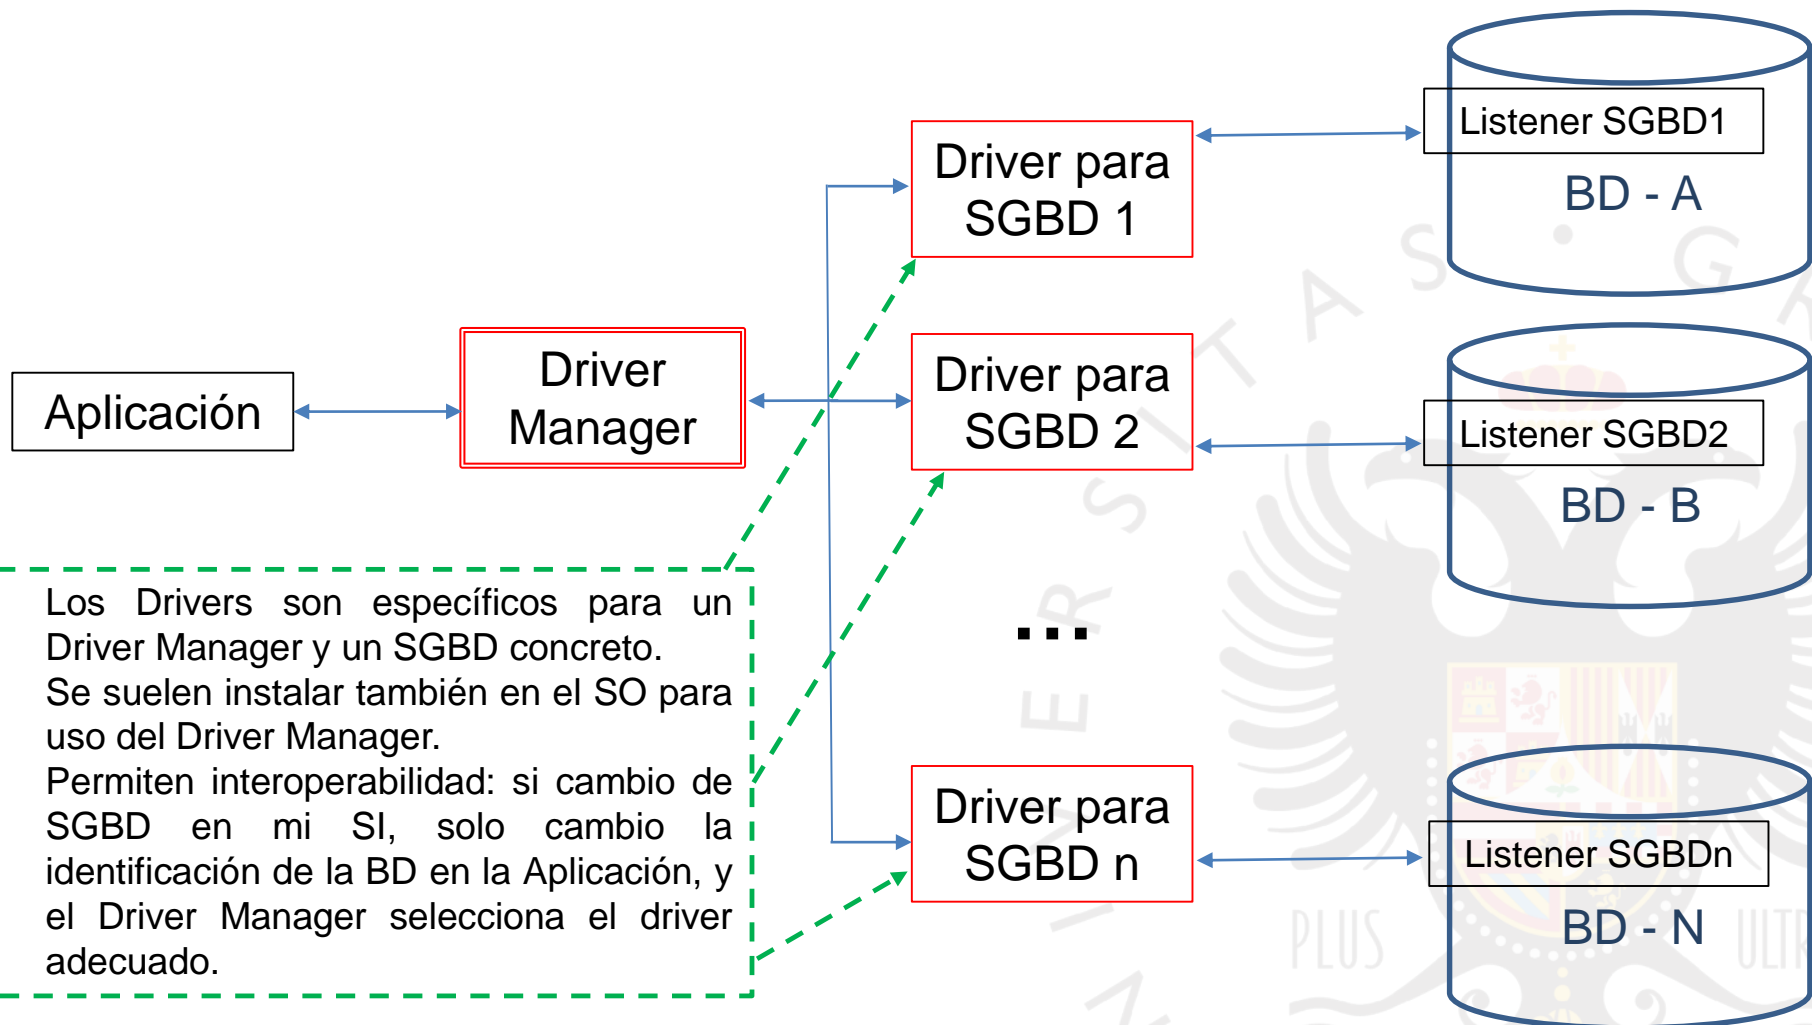 Listener SGBD1
BD - A
Driver para
SGBD 1
Aplicación
Driver
Manager
Driver para
SGBD 2
Listener SGBD2
BD - B
...
Los Drivers son específicos para un
Driver Manager y un SGBD concreto.
Se suelen instalar también en el SO para
uso del Driver Manager.
Permiten interoperabilidad: si cambio de
SGBD en mi SI, solo cambio la
identificación de la BD en la Aplicación, y
el Driver Manager selecciona el driver
adecuado.
Driver para
SGBD n
Listener SGBDn
BD - N
PLUS